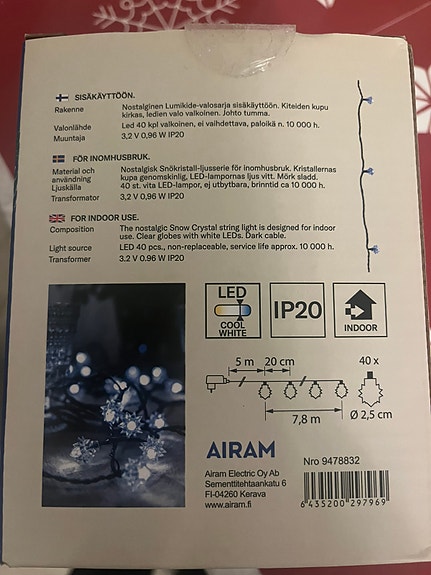 SISÄKÄYTTÖÖN.
Rakenne Nostalginen Lumikide-valosarja sisäkäyttöön. Kiteiden kupu
kirkas, ledien valo valkoinen. Johto tumma.
Valonlähde Led 40 kpl valkoinen, ei vaihdettava, paloikä n. 10 000 h.
Muuntaja 3,2 V 0,96 W IP20
FÖR INOMHUSBRUK.
Material och Nostalgisk Snökristall-ljusserie för inomhusbruk. Kristallernas
användning kupa genomskinlig, LED-lampornas ljus vitt. Mörk sladd.
Ljuskälla 40 st. vita LED-lampor, ej utbytbara, brinntid ca 10 000 h.
Transformator 3,2 V 0,96 W IP20
FOR INDOOR USE.
Composition The nostalgic Snow Crystal string light is designed for indoor
use. Clear globes with white LEDs. Dark cable.
Light source LED 40 pcs., non-replaceable, service life approx. 10 000 h.
Transformer 3.2 V 0.96 W IP20
LED
COOL
WHITE
IP20
INDOOR
5 m 20 cm 40 x
7,8 m Ø 2,5 cm
AIRAM
Airam Electric Oy Ab
Sementtitehtaankatu 6
FI-04260 Kerava
www.airam.fi
Nro 9478832
6 435200 297969